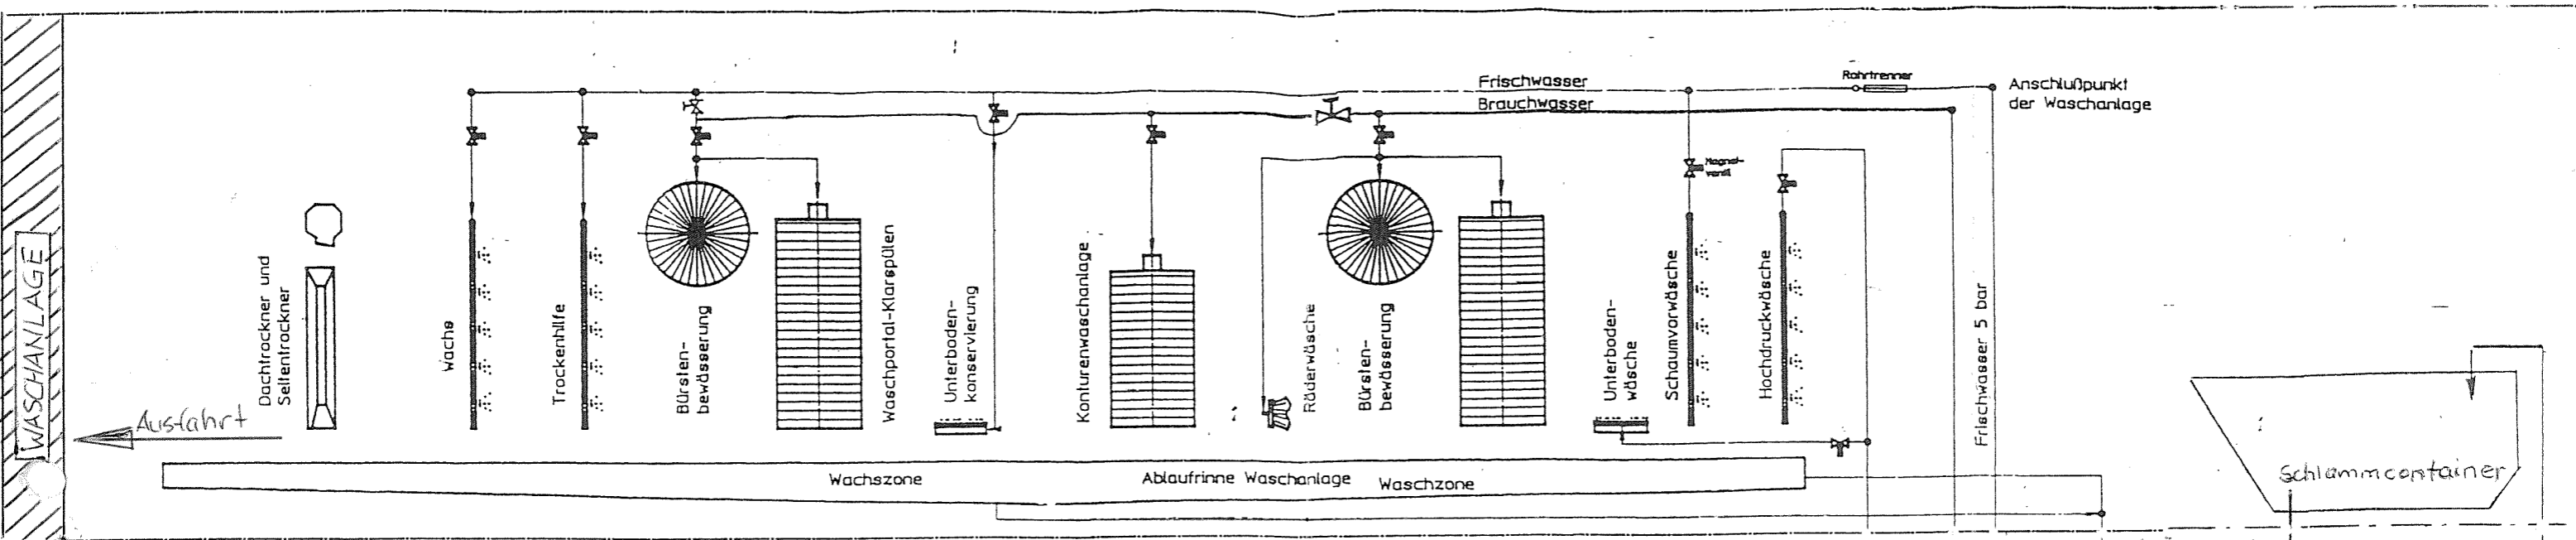 Frischwasser
Brauchwasser
Rohrtrenner
Anschlußpunkt
der Waschanlage
Magnet-
ventil
WASCHANLAGE
Ausfahrt
Dachtrockner und
Seitentrockner
Wachs
Trockenhilfe
Bürsten-
bewässerung
Waschportal-Klarspülen
Unterboden-
konservierung
Konturenwaschanlage
Räderwäsche
Bürsten-
bewässerung
Unterboden-
wäsche
Schaumvorwäsche
Hochdruckwäsche
Frischwasser 5 bar
Schlammcontainer
Wachszone
Ablaufrinne Waschanlage
Waschzone